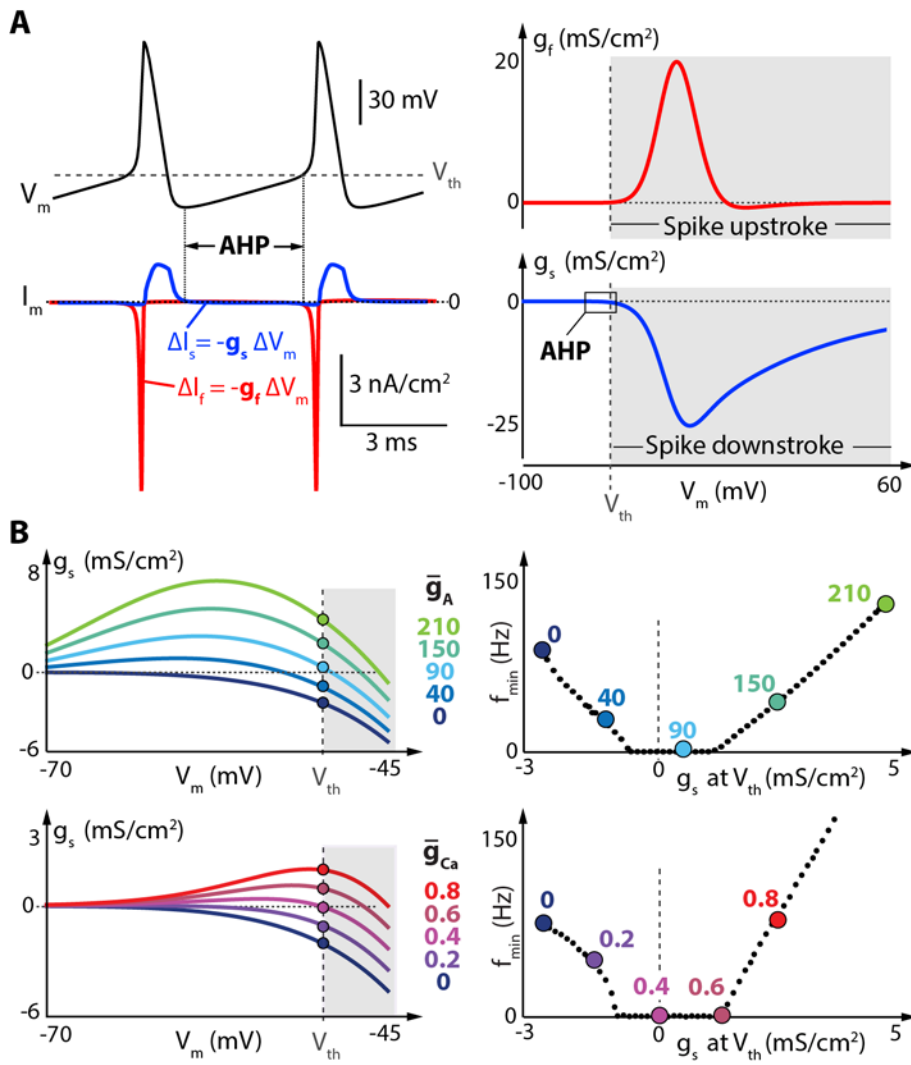 A
30 mV
V_th
V_m
AHP
I_m
0
ΔI_s = -g_s ΔV_m
ΔI_f = -g_f ΔV_m
3 nA/cm²
3 ms
g_f (mS/cm²)
20
0
Spike upstroke
g_s (mS/cm²)
0
AHP
-25
Spike downstroke
-100
V_m (mV)
60
V_th
B
g_s (mS/cm²)
8
0
-6
-70
V_m (mV)
V_th
-45
g̅_A
210
150
90
40
0
150
f_min (Hz)
0
0
40
90
150
210
-3
0
g_s at V_th (mS/cm²)
5
g_s (mS/cm²)
3
0
-6
-70
V_m (mV)
V_th
-45
g̅_Ca
0.8
0.6
0.4
0.2
0
150
f_min (Hz)
0
0
0.2
0.4
0.6
0.8
-3
0
g_s at V_th (mS/cm²)
5